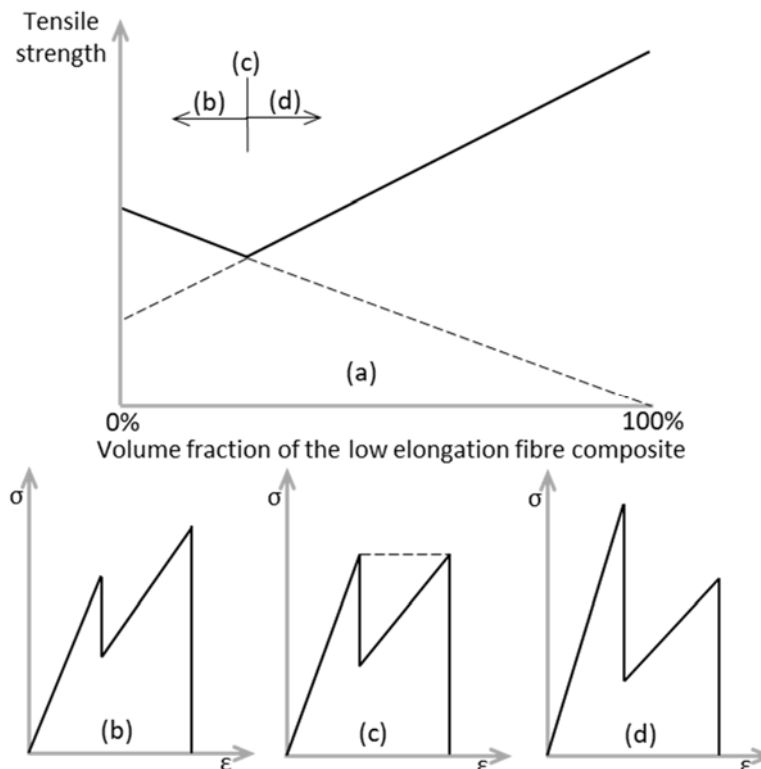 Tensile
strength
(c)
(b) (d)
(a)
0% 100%
Volume fraction of the low elongation fibre composite
σ σ σ
(b) (c) (d)
ε ε ε